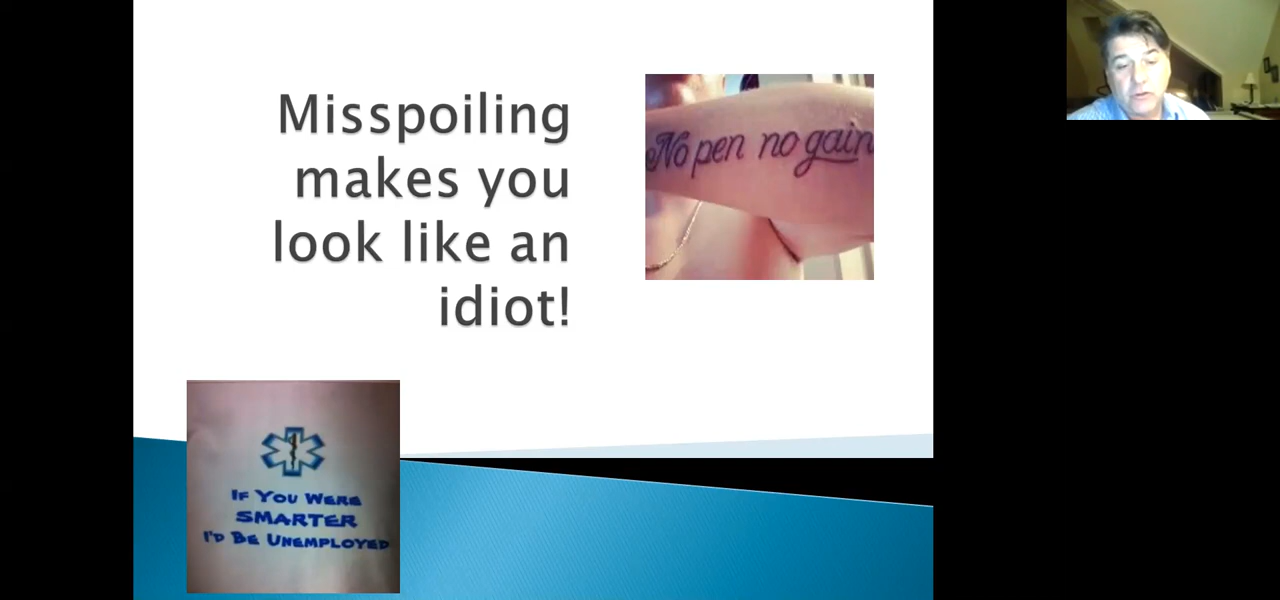 Misspoiling
makes you
look like an
idiot!
No pen no gain
IF YOU WERE
SMARTER
I'D BE UNEMPLOYED